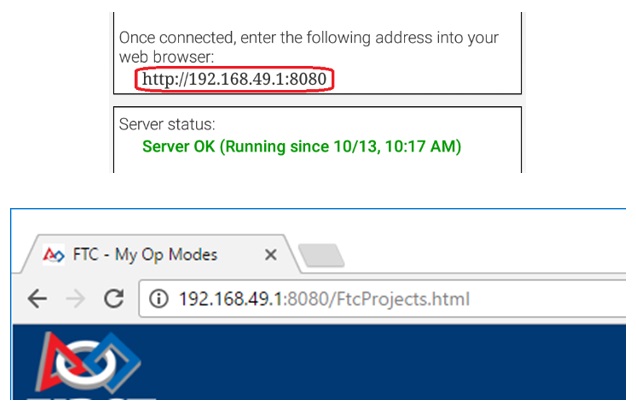 Once connected, enter the following address into your
web browser:
http://192.168.49.1:8080
Server status:
Server OK (Running since 10/13, 10:17 AM)
FTC - My Op Modes
192.168.49.1:8080/FtcProjects.html